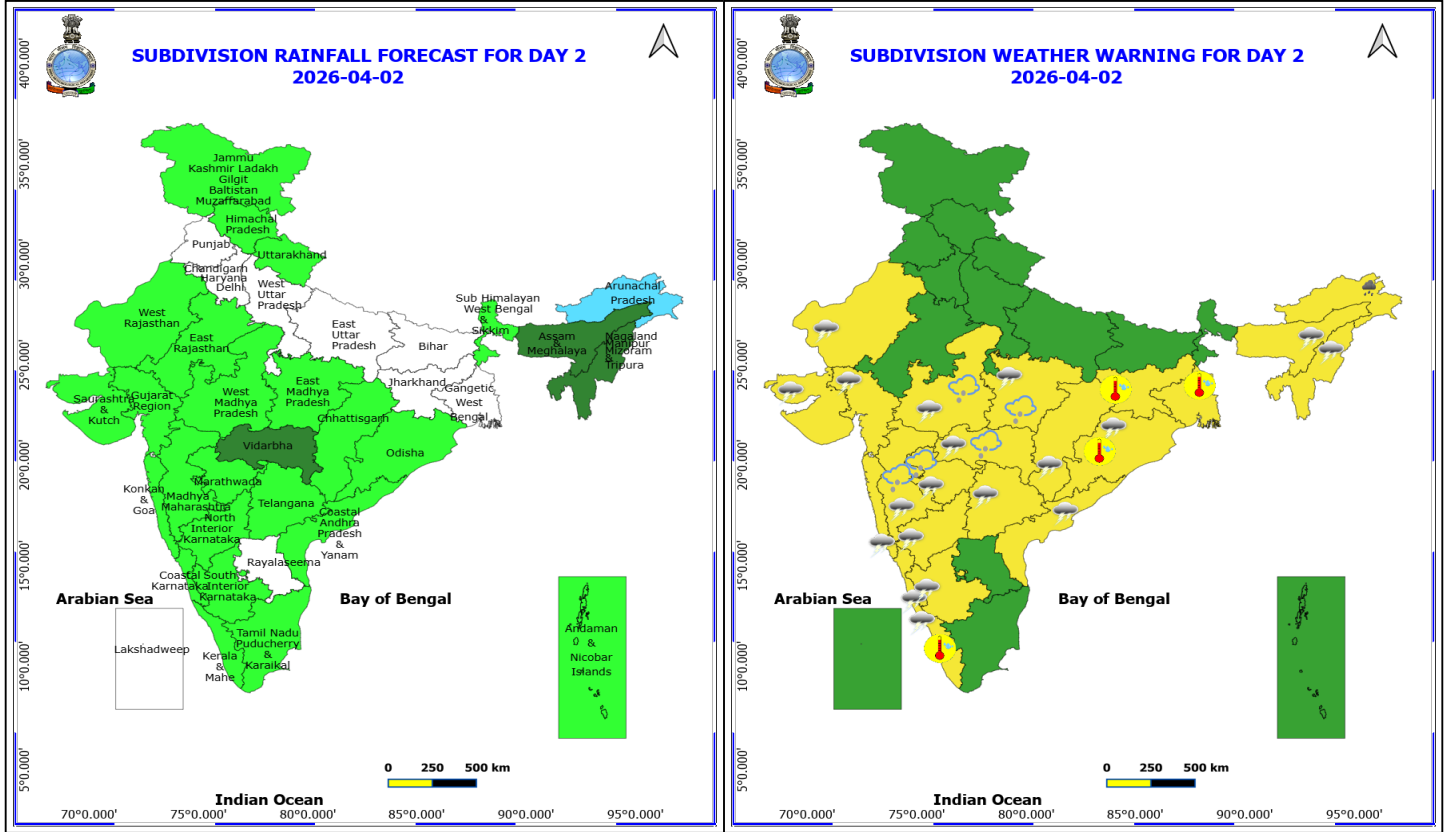 SUBDIVISION RAINFALL FORECAST FOR DAY 2
2026-04-02
40°0.000'
35°0.000'
30°0.000'
25°0.000'
20°0.000'
15°0.000'
10°0.000'
5°0.000'
Jammu
Kashmir Ladakh
Gilgit
Baltistan
Muzaffarabad
Himachal
Pradesh
Punjab
Uttarakhand
Chandigarh
Haryana
Delhi
West
Uttar
Pradesh
Arunachal
Pradesh
Sub Himalayan
West Bengal
&
Sikkim
West
Rajasthan
East
Rajasthan
East
Uttar
Pradesh
Bihar
Assam
&
Meghalaya
Nagaland
Manipur
Mizoram
&
Tripura
Saurashtra
&
Kutch
Gujarat
Region
West
Madhya
Pradesh
East
Madhya
Pradesh
Jharkhand
Gangetic
West
Bengal
Chhattisgarh
Vidarbha
Odisha
Konkan
&
Goa
Marathwada
Madhya
Maharashtra
Telangana
North
Interior
Karnataka
Coastal
Andhra
Pradesh
&
Yanam
Rayalaseema
Coastal
Karnataka
South
Interior
Karnataka
Arabian Sea
Bay of Bengal
Lakshadweep
Tamil Nadu
Puducherry
&
Karaikal
Kerala
&
Mahe
Andaman
&
Nicobar
Islands
0 250 500 km
Indian Ocean
70°0.000' 75°0.000' 80°0.000' 85°0.000' 90°0.000' 95°0.000'
SUBDIVISION WEATHER WARNING FOR DAY 2
2026-04-02
40°0.000'
35°0.000'
30°0.000'
25°0.000'
20°0.000'
15°0.000'
10°0.000'
5°0.000'
Arabian Sea
Bay of Bengal
0 250 500 km
Indian Ocean
70°0.000' 75°0.000' 80°0.000' 85°0.000' 90°0.000' 95°0.000'